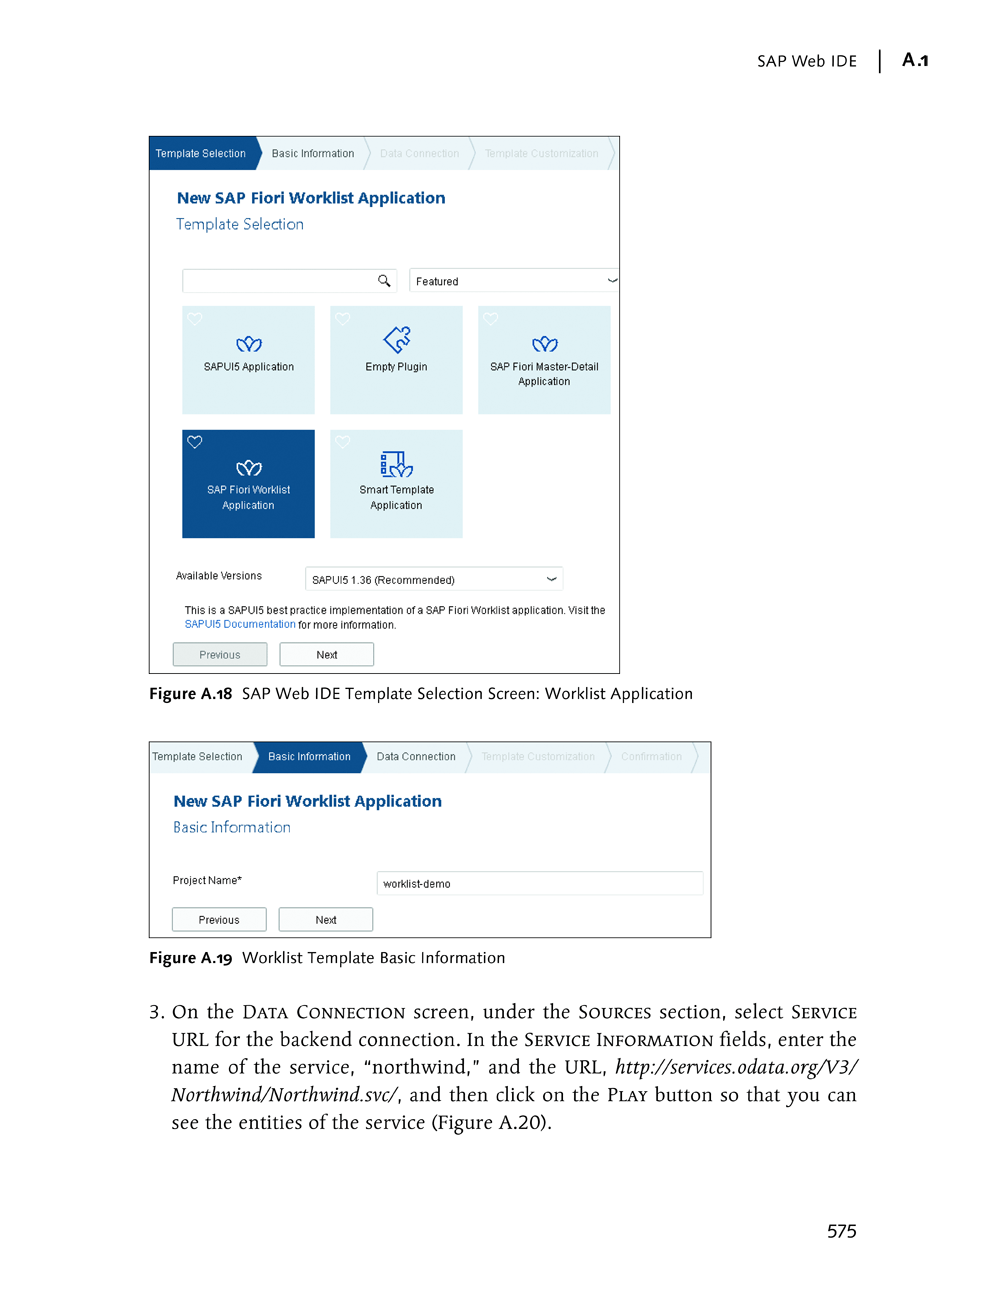 SAP Web IDE | A.1
Template Selection Basic Information Data Connection Template Customization
New SAP Fiori Worklist Application
Template Selection
Featured
SAPUI5 Application
Empty Plugin
SAP Fiori Master-Detail
Application
SAP Fiori Worklist
Application
Smart Template
Application
Available Versions
SAPUI5 1.36 (Recommended)
This is a SAPUI5 best practice implementation of a SAP Fiori Worklist application. Visit the
SAPUI5 Documentation for more information.
Previous Next
Figure A.18 SAP Web IDE Template Selection Screen: Worklist Application
Template Selection Basic Information Data Connection Template Customization Confirmation
New SAP Fiori Worklist Application
Basic Information
Project Name*
worklist-demo
Previous Next
Figure A.19 Worklist Template Basic Information
3. On the Data Connection screen, under the Sources section, select Service
URL for the backend connection. In the Service Information fields, enter the
name of the service, “northwind,” and the URL, http://services.odata.org/V3/
Northwind/Northwind.svc/, and then click on the Play button so that you can
see the entities of the service (Figure A.20).
575